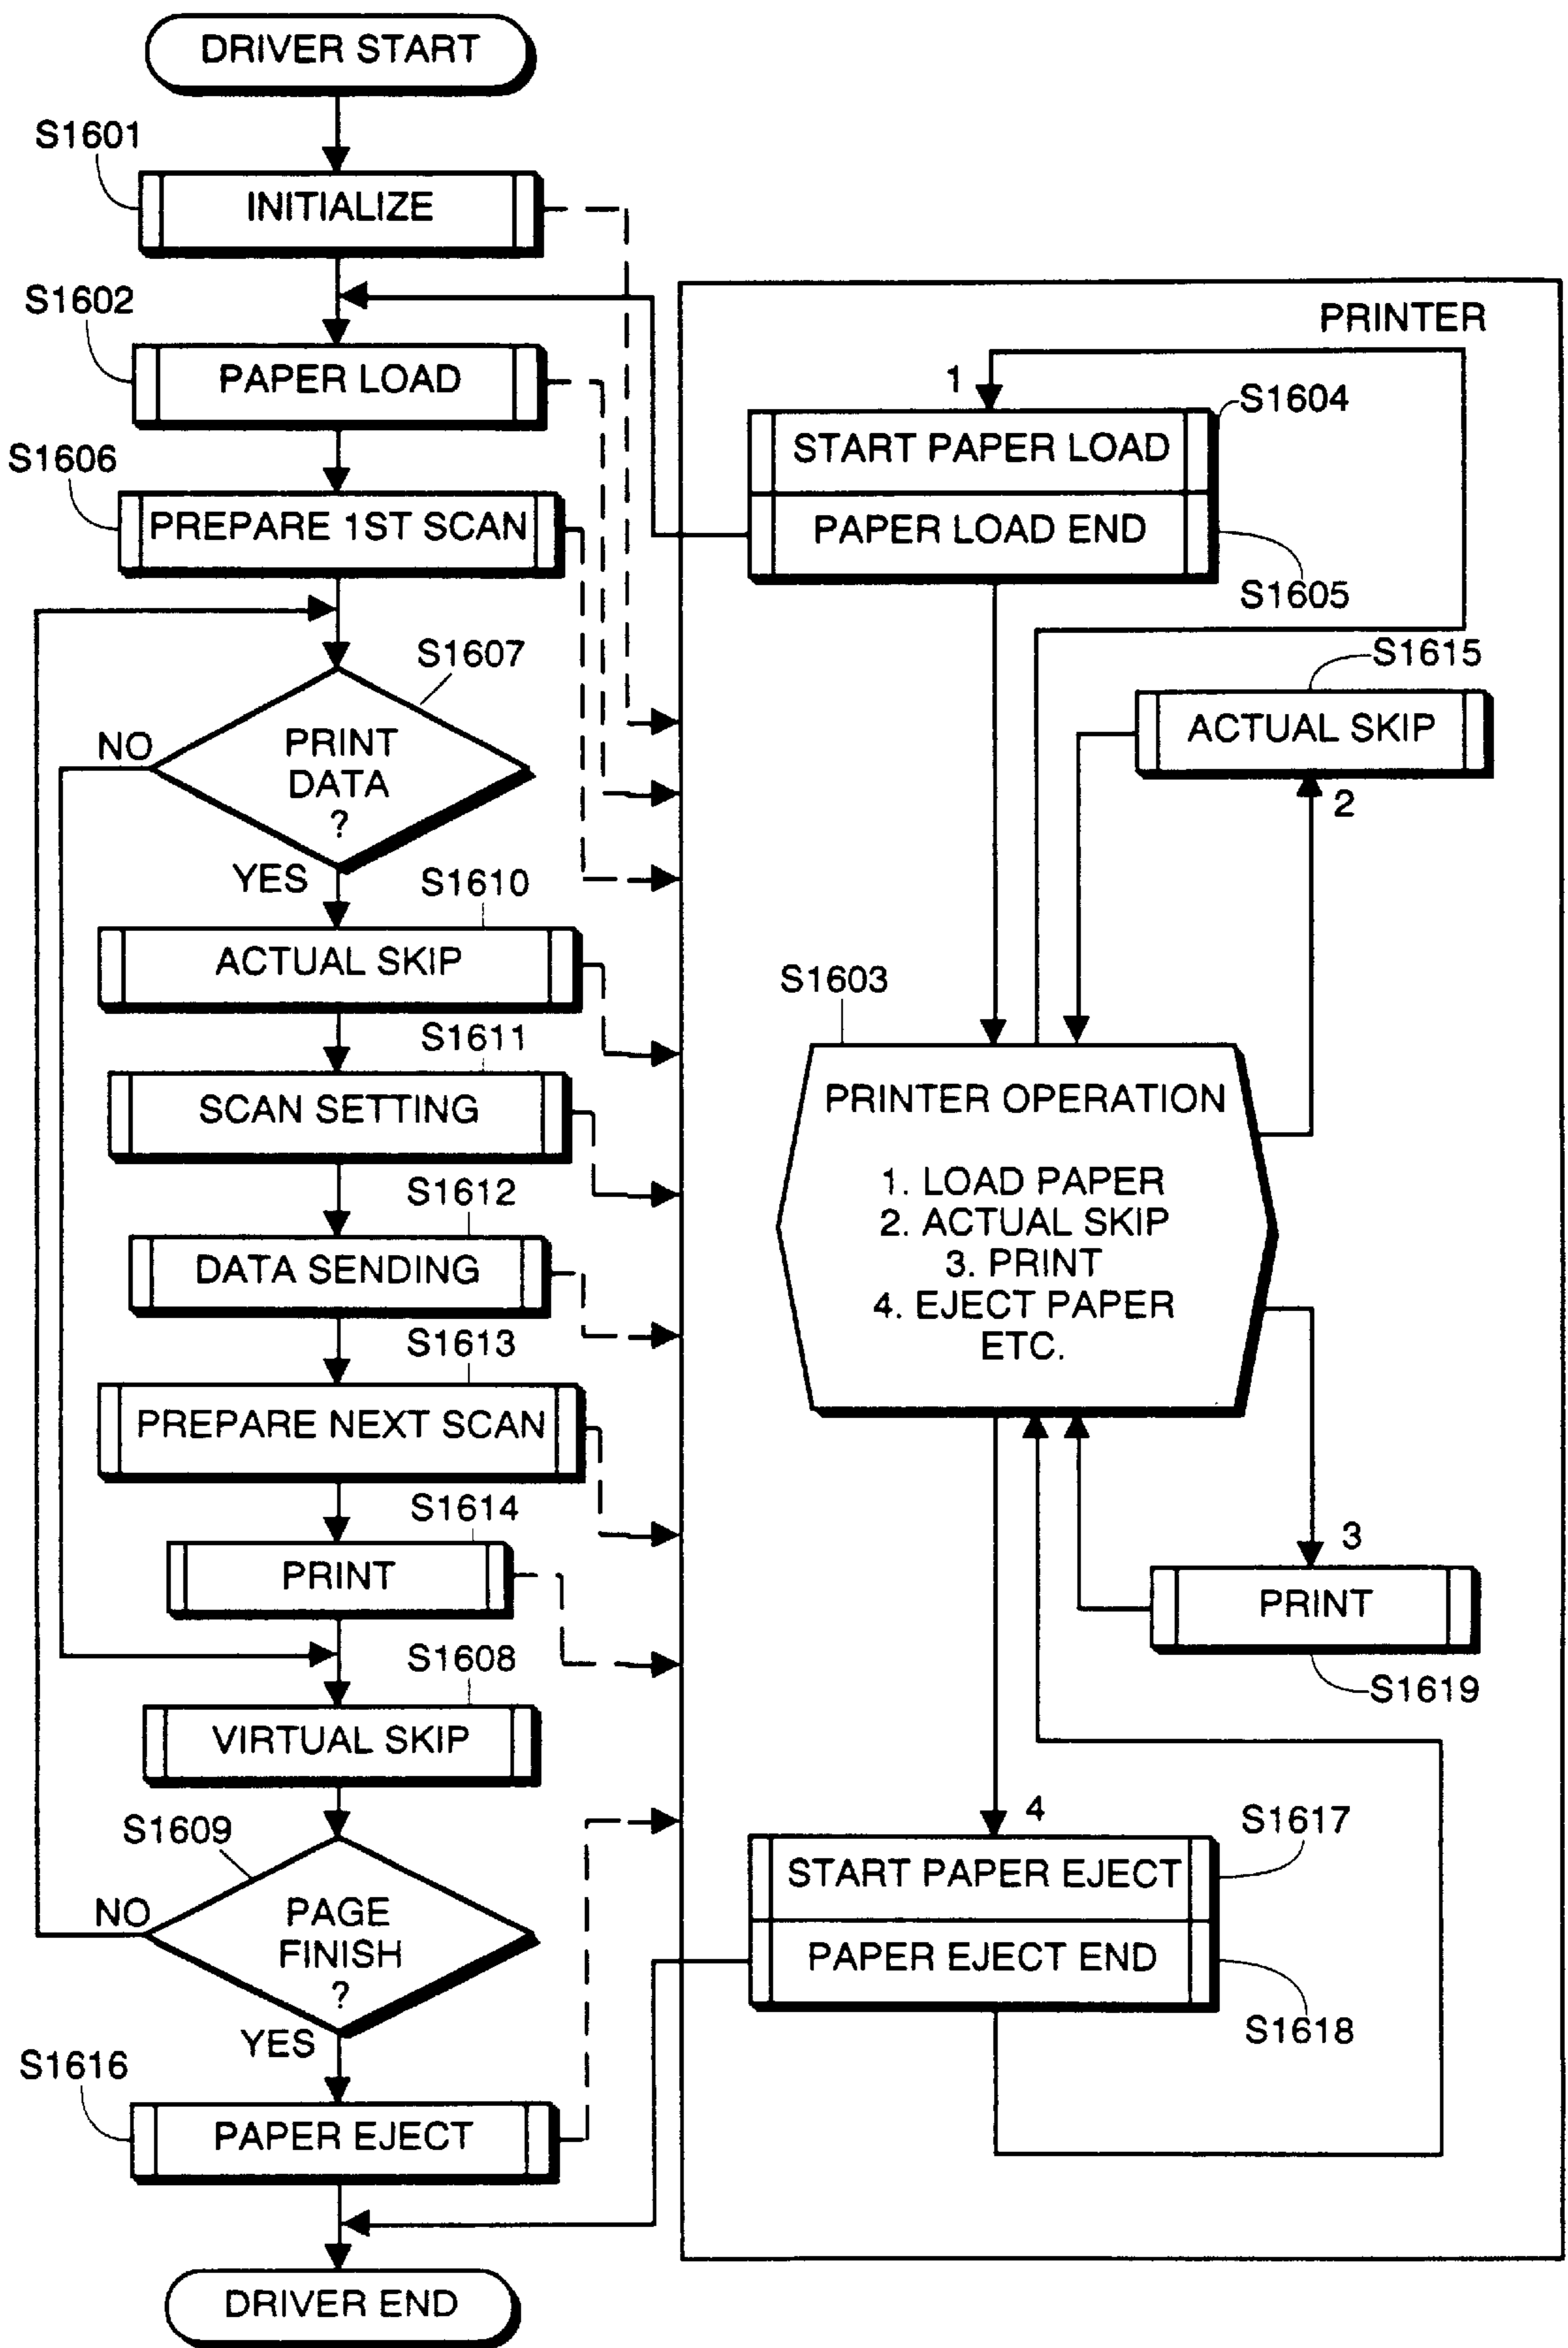 DRIVER START
S1601
INITIALIZE
S1602
PAPER LOAD
S1606
PREPARE 1ST SCAN
S1607
NO
PRINT
DATA
?
YES
S1610
ACTUAL SKIP
S1611
SCAN SETTING
S1612
DATA SENDING
S1613
PREPARE NEXT SCAN
S1614
PRINT
S1608
VIRTUAL SKIP
S1609
NO
PAGE
FINISH
?
YES
S1616
PAPER EJECT
DRIVER END
PRINTER
1
S1604
START PAPER LOAD
PAPER LOAD END
S1605
S1615
ACTUAL SKIP
2
S1603
PRINTER OPERATION
1. LOAD PAPER
2. ACTUAL SKIP
3. PRINT
4. EJECT PAPER
ETC.
3
PRINT
S1619
4
S1617
START PAPER EJECT
PAPER EJECT END
S1618